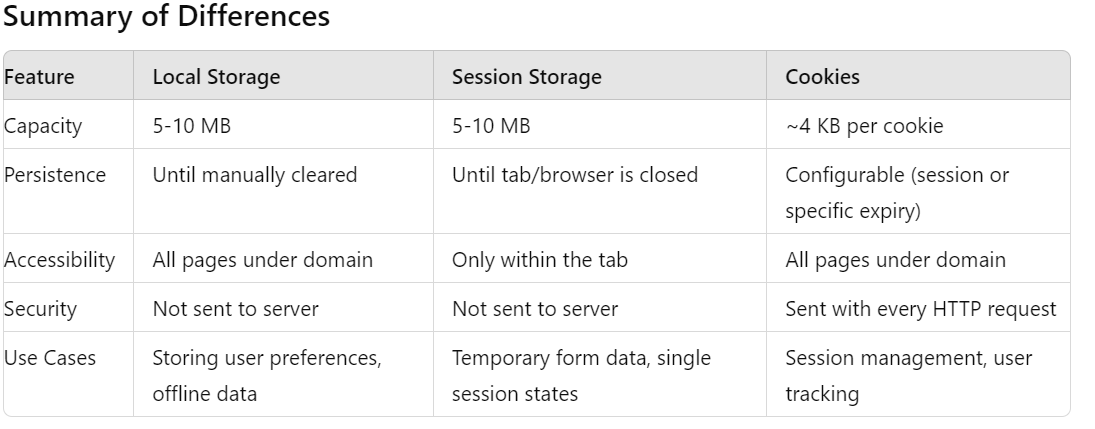 Summary of Differences
Feature Local Storage Session Storage Cookies
Capacity 5-10 MB 5-10 MB ~4 KB per cookie
Persistence Until manually cleared Until tab/browser is closed Configurable (session or
specific expiry)
Accessibility All pages under domain Only within the tab All pages under domain
Security Not sent to server Not sent to server Sent with every HTTP request
Use Cases Storing user preferences, Temporary form data, single Session management, user
offline data session states tracking